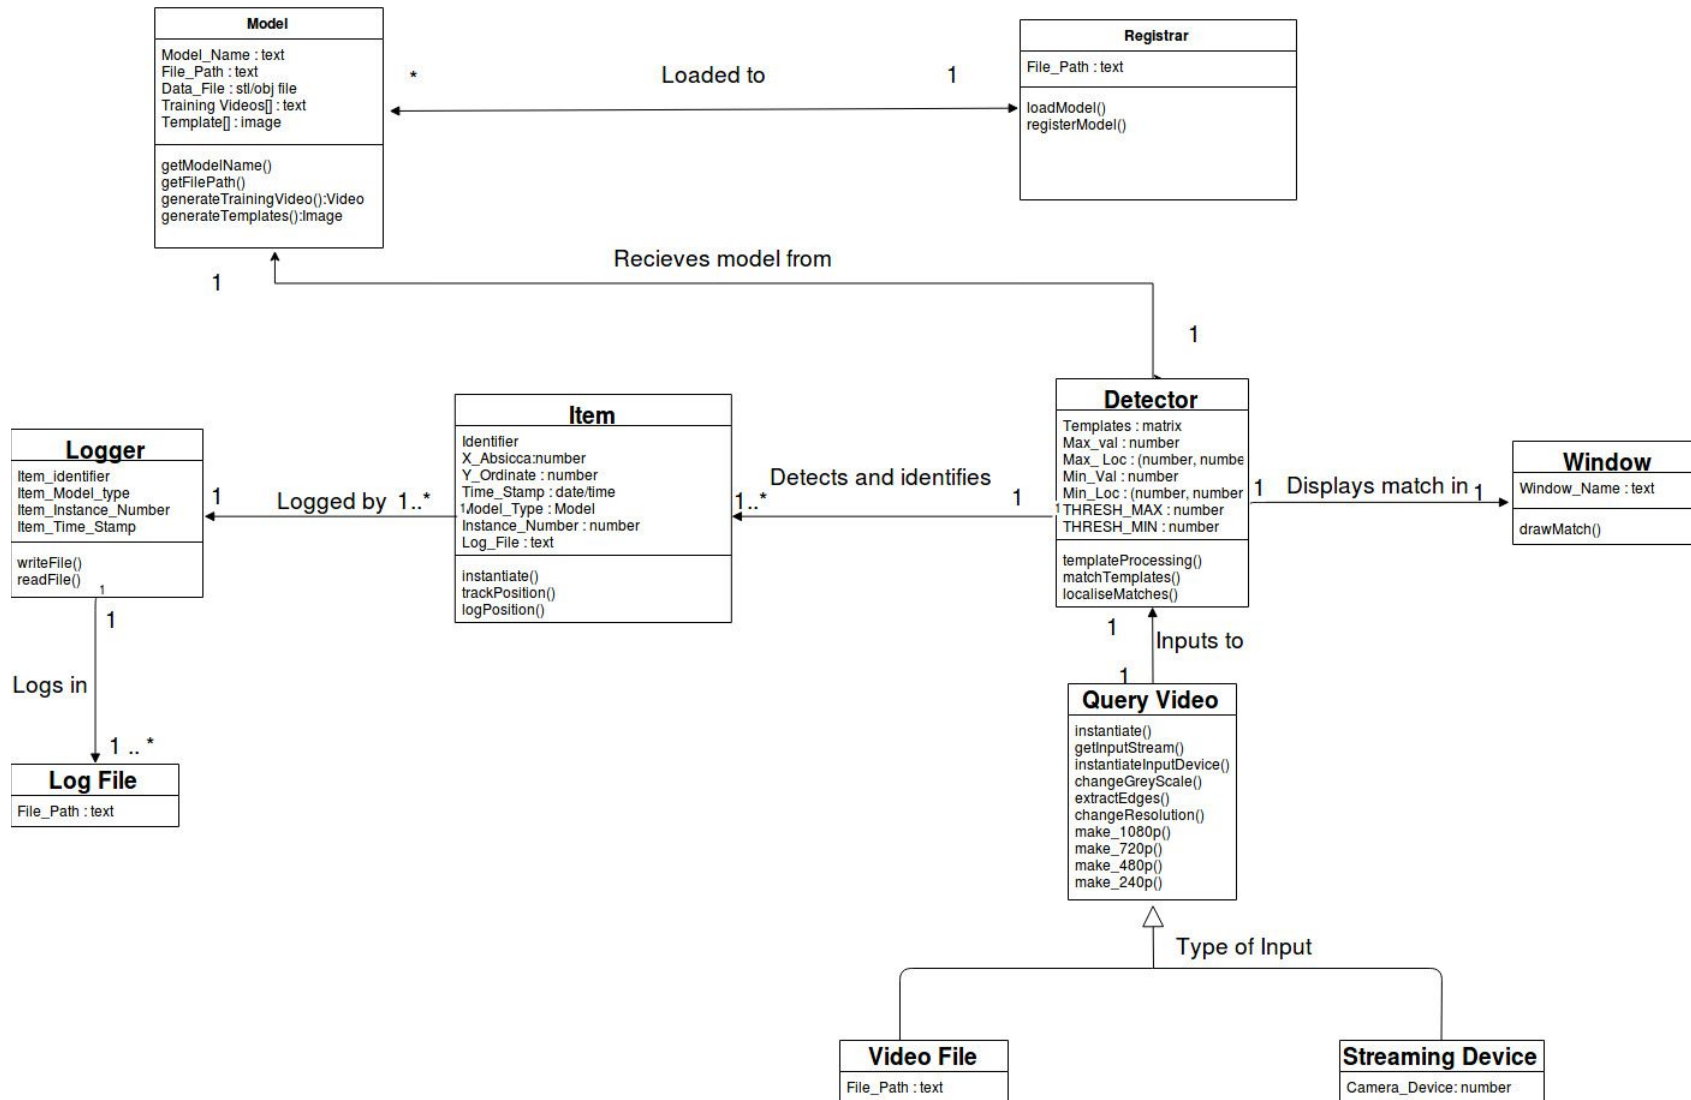 Model
Model_Name : text
File_Path : text
Data_File : stl/obj file
Training Videos[] : text
Template[] : image
getModelName()
getFilePath()
generateTrainingVideo():Video
generateTemplates():Image
* Loaded to 1
Registrar
File_Path : text
loadModel()
registerModel()
1 Recieves model from 1
Logger
Item_identifier
Item_Model_type
Item_Instance_Number
Item_Time_Stamp
writeFile()
readFile()
1
1 Logged by 1..*
Item
Identifier
X_Absicca:number
Y_Ordinate : number
Time_Stamp : date/time
1
Model_Type : Model
Instance_Number : number
Log_File : text
instantiate()
trackPosition()
logPosition()
Detects and identifies
1..* 1
Detector
Templates : matrix
Max_val : number
Max_ Loc : (number, numbe
Min_Val : number
Min_Loc : (number, number
1
THRESH_MAX : number
THRESH_MIN : number
templateProcessing()
matchTemplates()
localiseMatches()
1 Displays match in 1
Window
Window_Name : text
drawMatch()
1
Logs in
1 .. *
Log File
File_Path : text
1
Inputs to
1
Query Video
instantiate()
getInputStream()
instantiateInputDevice()
changeGreyScale()
extractEdges()
changeResolution()
make_1080p()
make_720p()
make_480p()
make_240p()
Type of Input
Video File
File_Path : text
Streaming Device
Camera_Device: number